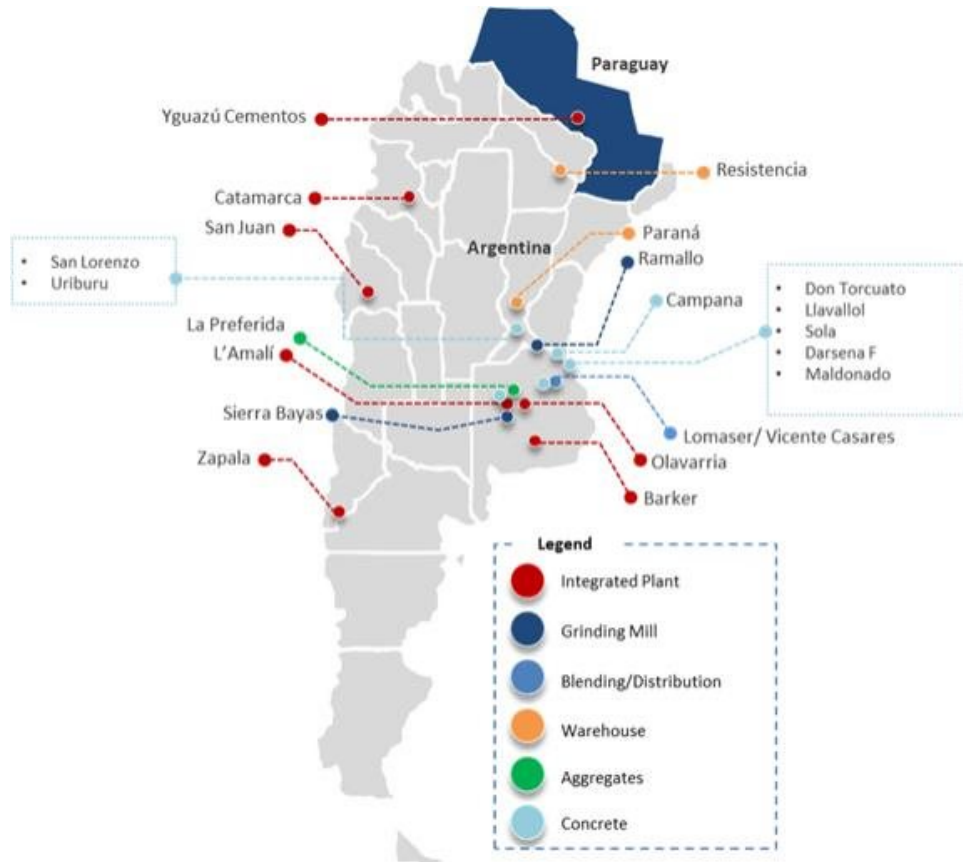 Paraguay
Yguazú Cementos
Resistencia
Catamarca
San Juan
Argentina
Paraná
Ramallo
• San Lorenzo
• Uriburu
Campana
• Don Torcuato
• Llavallol
• Sola
• Darsena F
• Maldonado
La Preferida
L'Amalí
Sierra Bayas
Lomaser/ Vicente Casares
Zapala
Olavarria
Barker
Legend
Integrated Plant
Grinding Mill
Blending/Distribution
Warehouse
Aggregates
Concrete